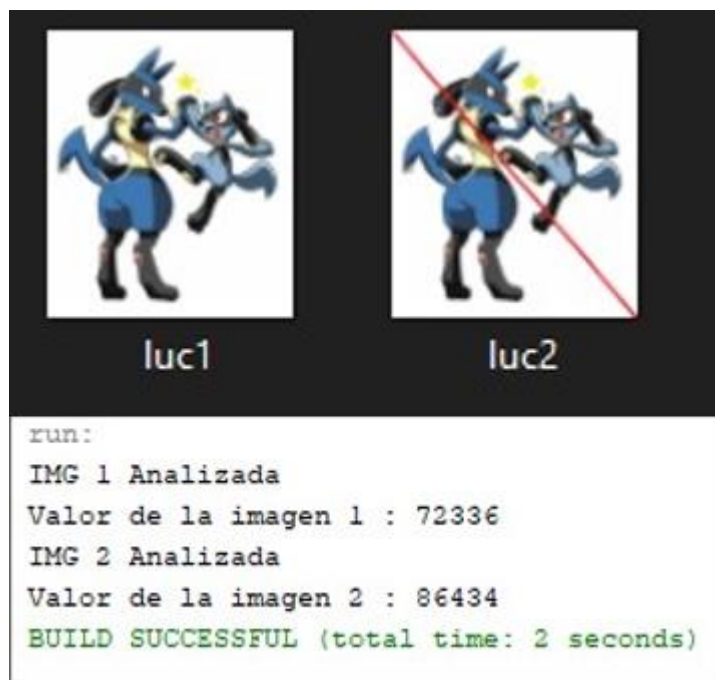 luc1
luc2
run:
IMG 1 Analizada
Valor de la imagen 1 : 72336
IMG 2 Analizada
Valor de la imagen 2 : 86434
BUILD SUCCESSFUL (total time: 2 seconds)